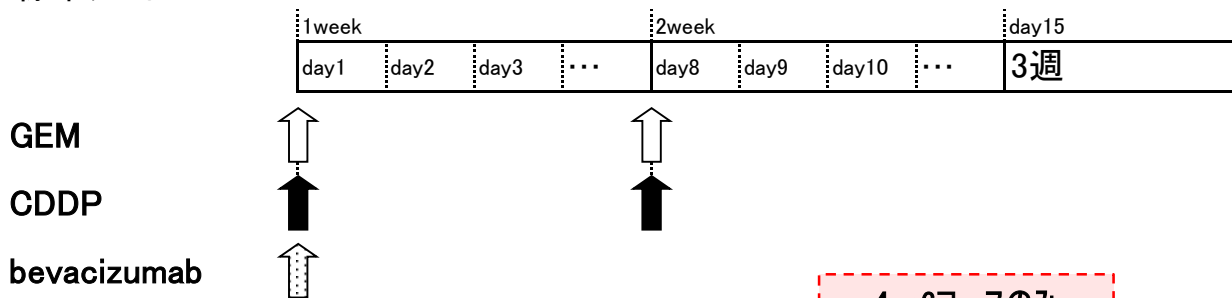 1week 2week day15
day1 day2 day3 ・・・ day8 day9 day10 ・・・ 3週
GEM
CDDP
bevacizumab